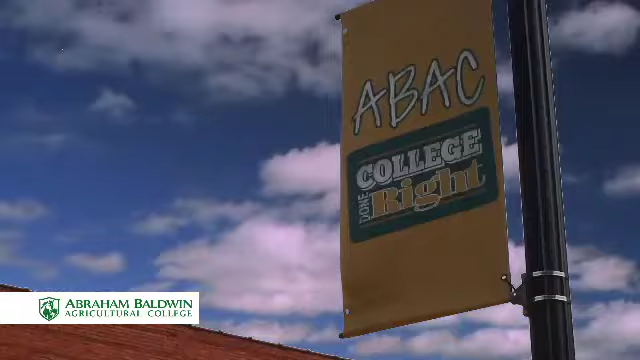 ABAC
COLLEGE
DONE Right
ABRAHAM BALDWIN
AGRICULTURAL COLLEGE